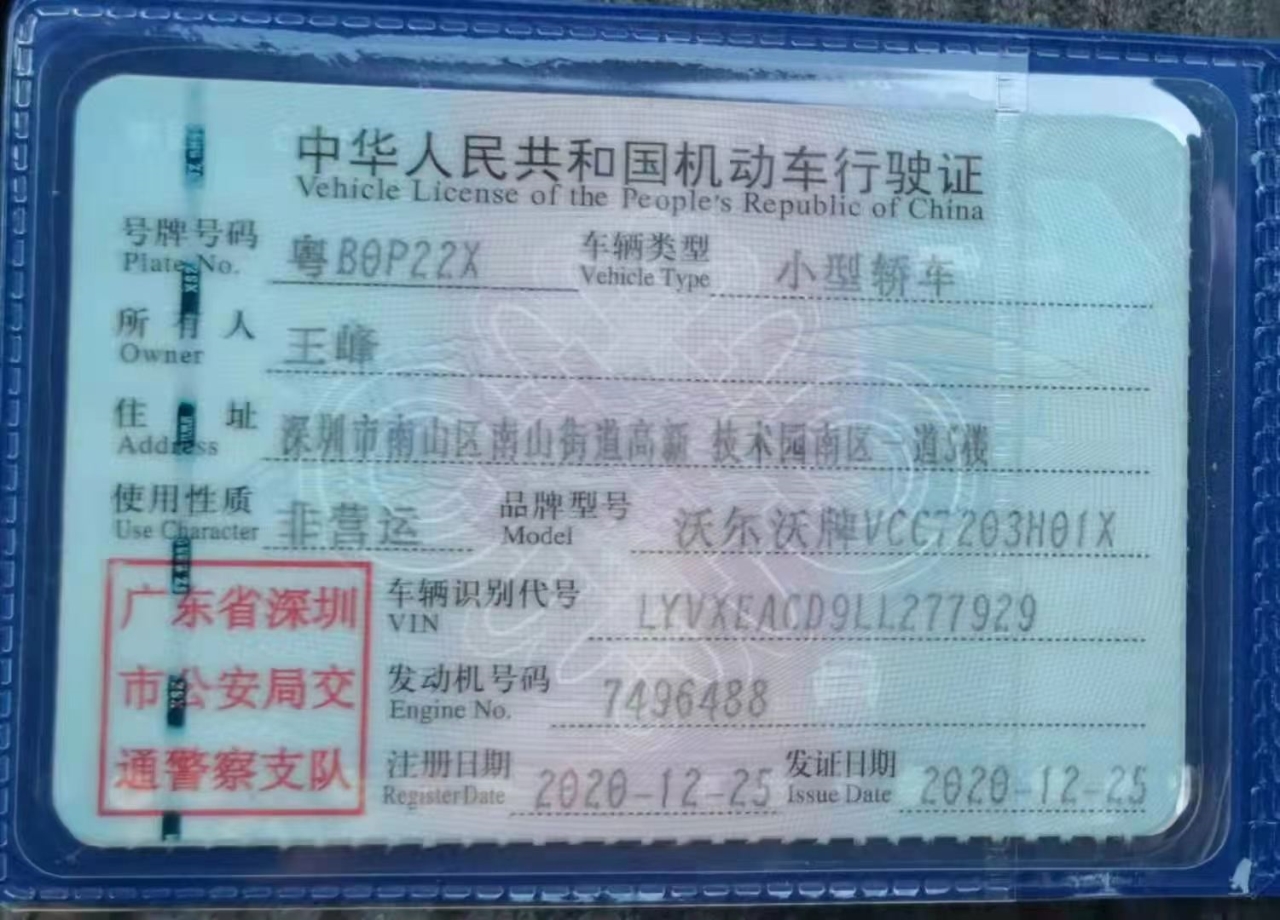 中华人民共和国机动车行驶证
Vehicle License of the People's Republic of China
号牌号码 粤B0P22X 车辆类型 小型轿车
Plate No. Vehicle Type
所有人 王峰
Owner
住址 深圳市南山区南山街道高新 技术园南区一道5楼
Address
使用性质 非营运 品牌型号 沃尔沃牌VCC7203H01X
Use Character Model
广东省深圳
市公安局交
通警察支队
车辆识别代号 LYVXEACD9LL277929
VIN
发动机号码 7496488
Engine No.
注册日期 2020-12-25 发证日期 2020-12-25
Register Date Issue Date